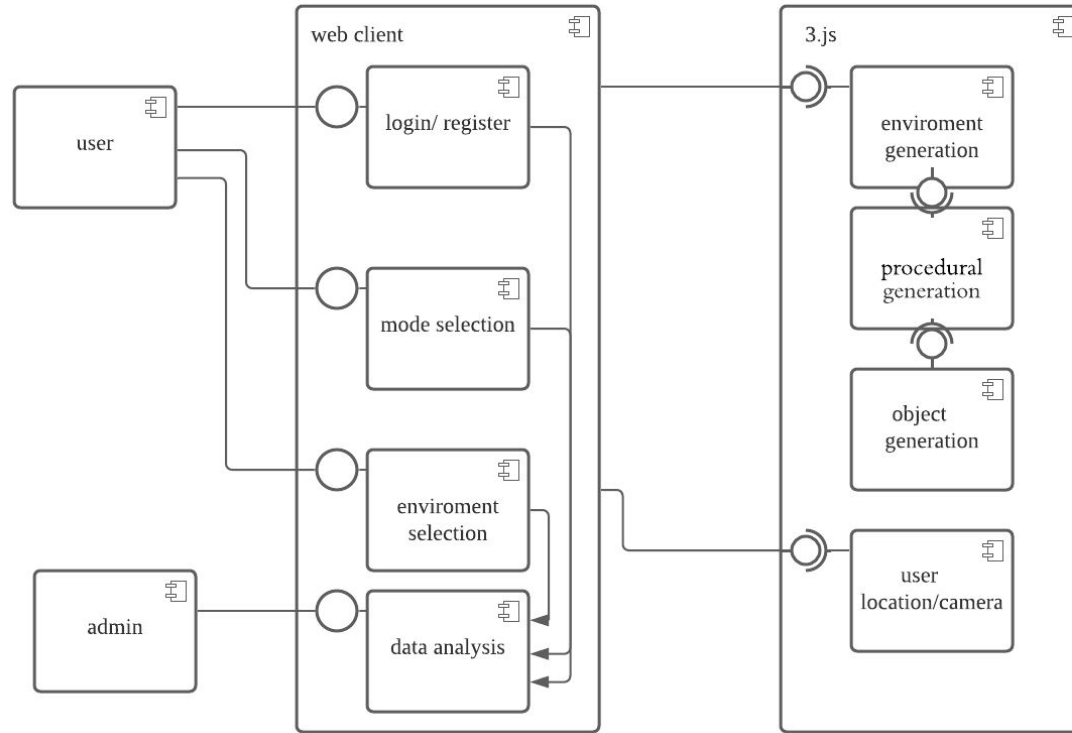 web client
3.js
login/ register
enviroment
generation
user
procedural
generation
mode selection
object
generation
enviroment
selection
user
location/camera
admin
data analysis